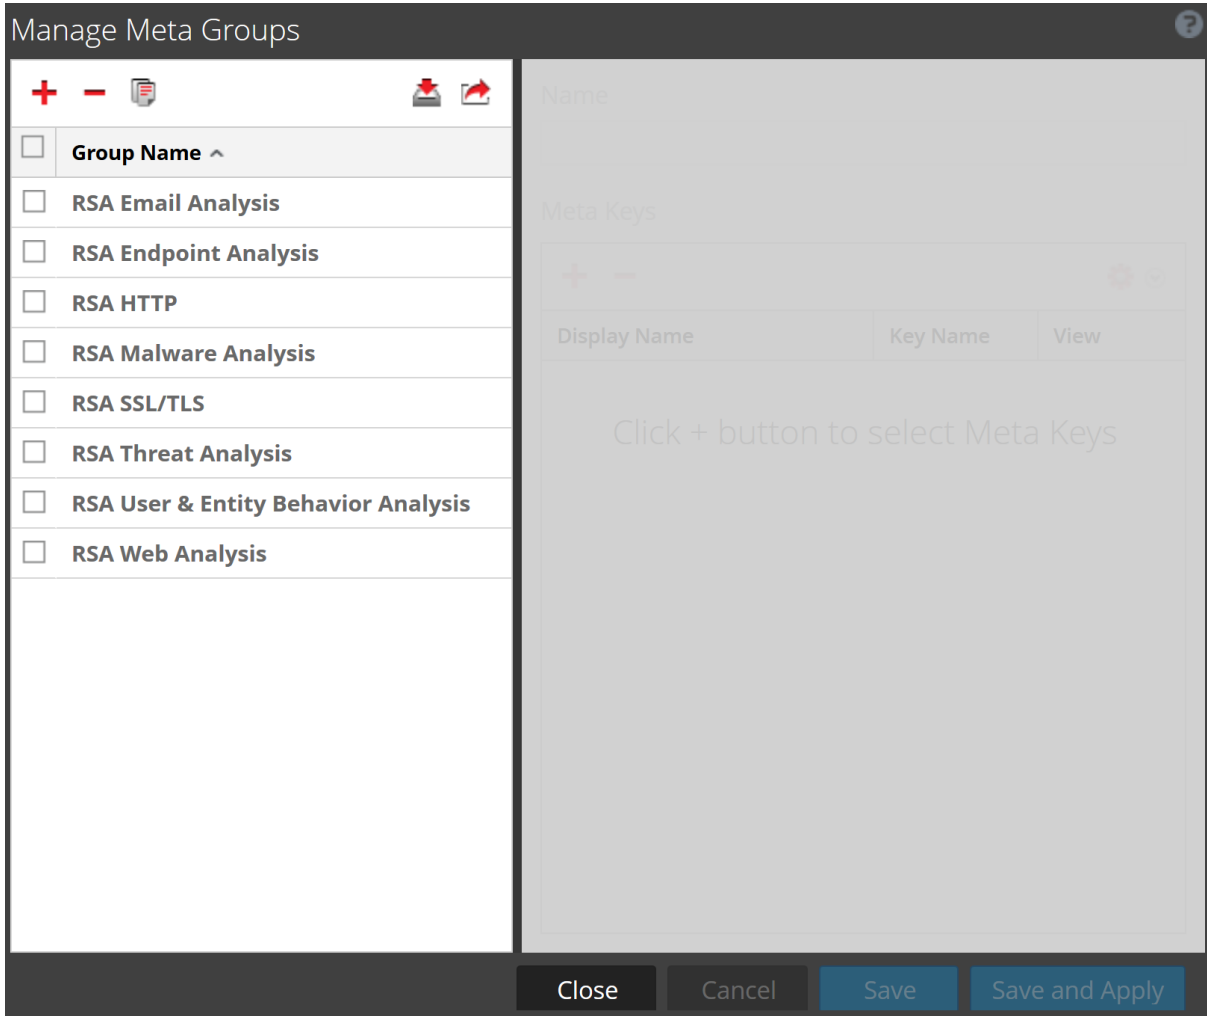 Manage Meta Groups
?
Group Name
RSA Email Analysis
RSA Endpoint Analysis
RSA HTTP
RSA Malware Analysis
RSA SSL/TLS
RSA Threat Analysis
RSA User & Entity Behavior Analysis
RSA Web Analysis
Name
Meta Keys
Display Name Key Name View
Click + button to select Meta Keys
Close Cancel Save Save and Apply